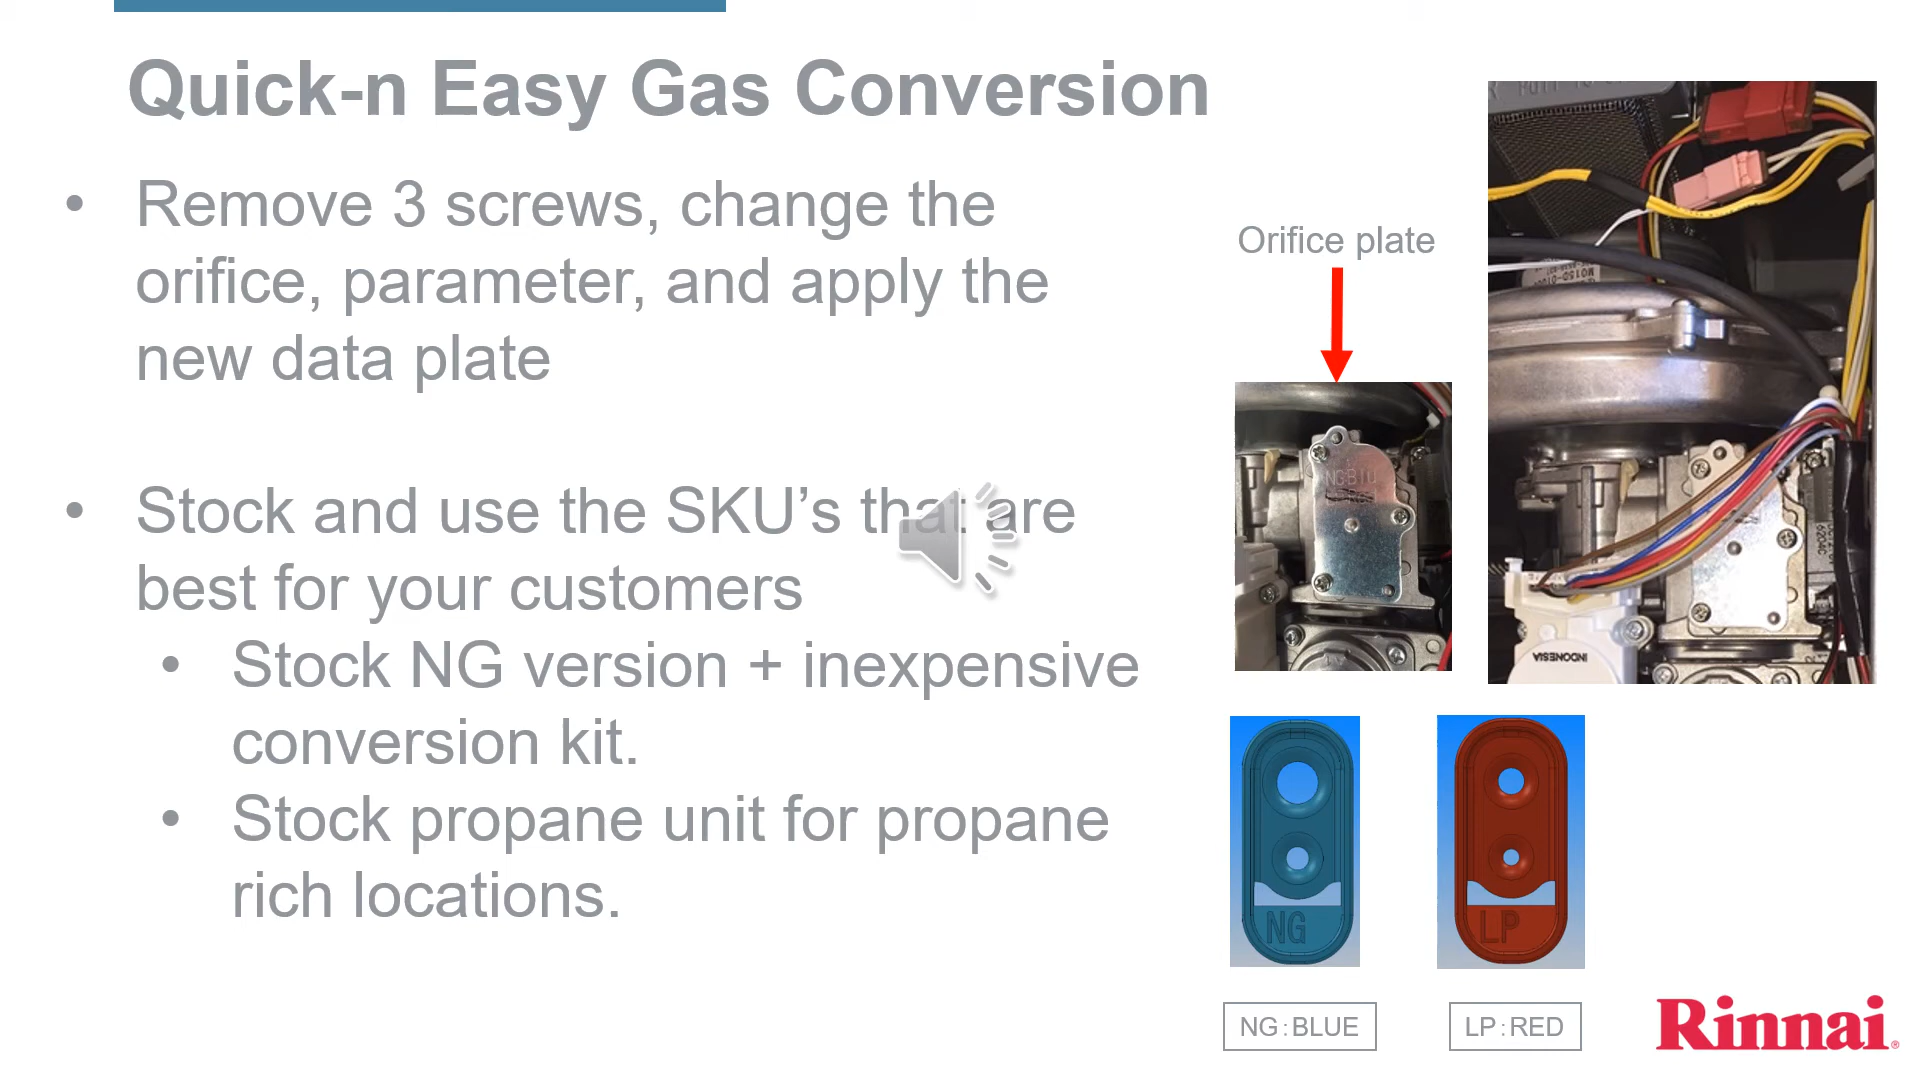 Quick-n Easy Gas Conversion
• Remove 3 screws, change the
orifice, parameter, and apply the
new data plate
• Stock and use the SKU’s that are
best for your customers
• Stock NG version + inexpensive
conversion kit.
• Stock propane unit for propane
rich locations.
Orifice plate
INDONESIA
NG
LP
NG:BLUE
LP:RED
Rinnai®